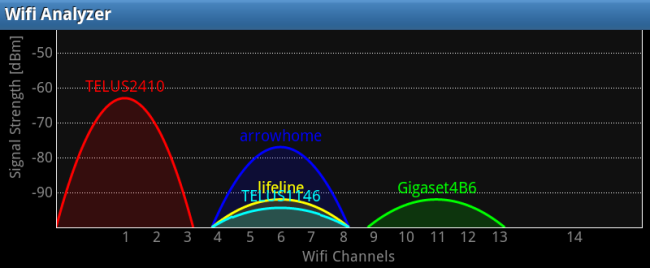 Wifi Analyzer
Signal Strength [dBm]
-50
-60
-70
-80
-90
TELUS2410
arrowhome
lifeline
TELUS1146
Gigaset4B6
1 2 3 4 5 6 7 8 9 10 11 12 13 14
Wifi Channels